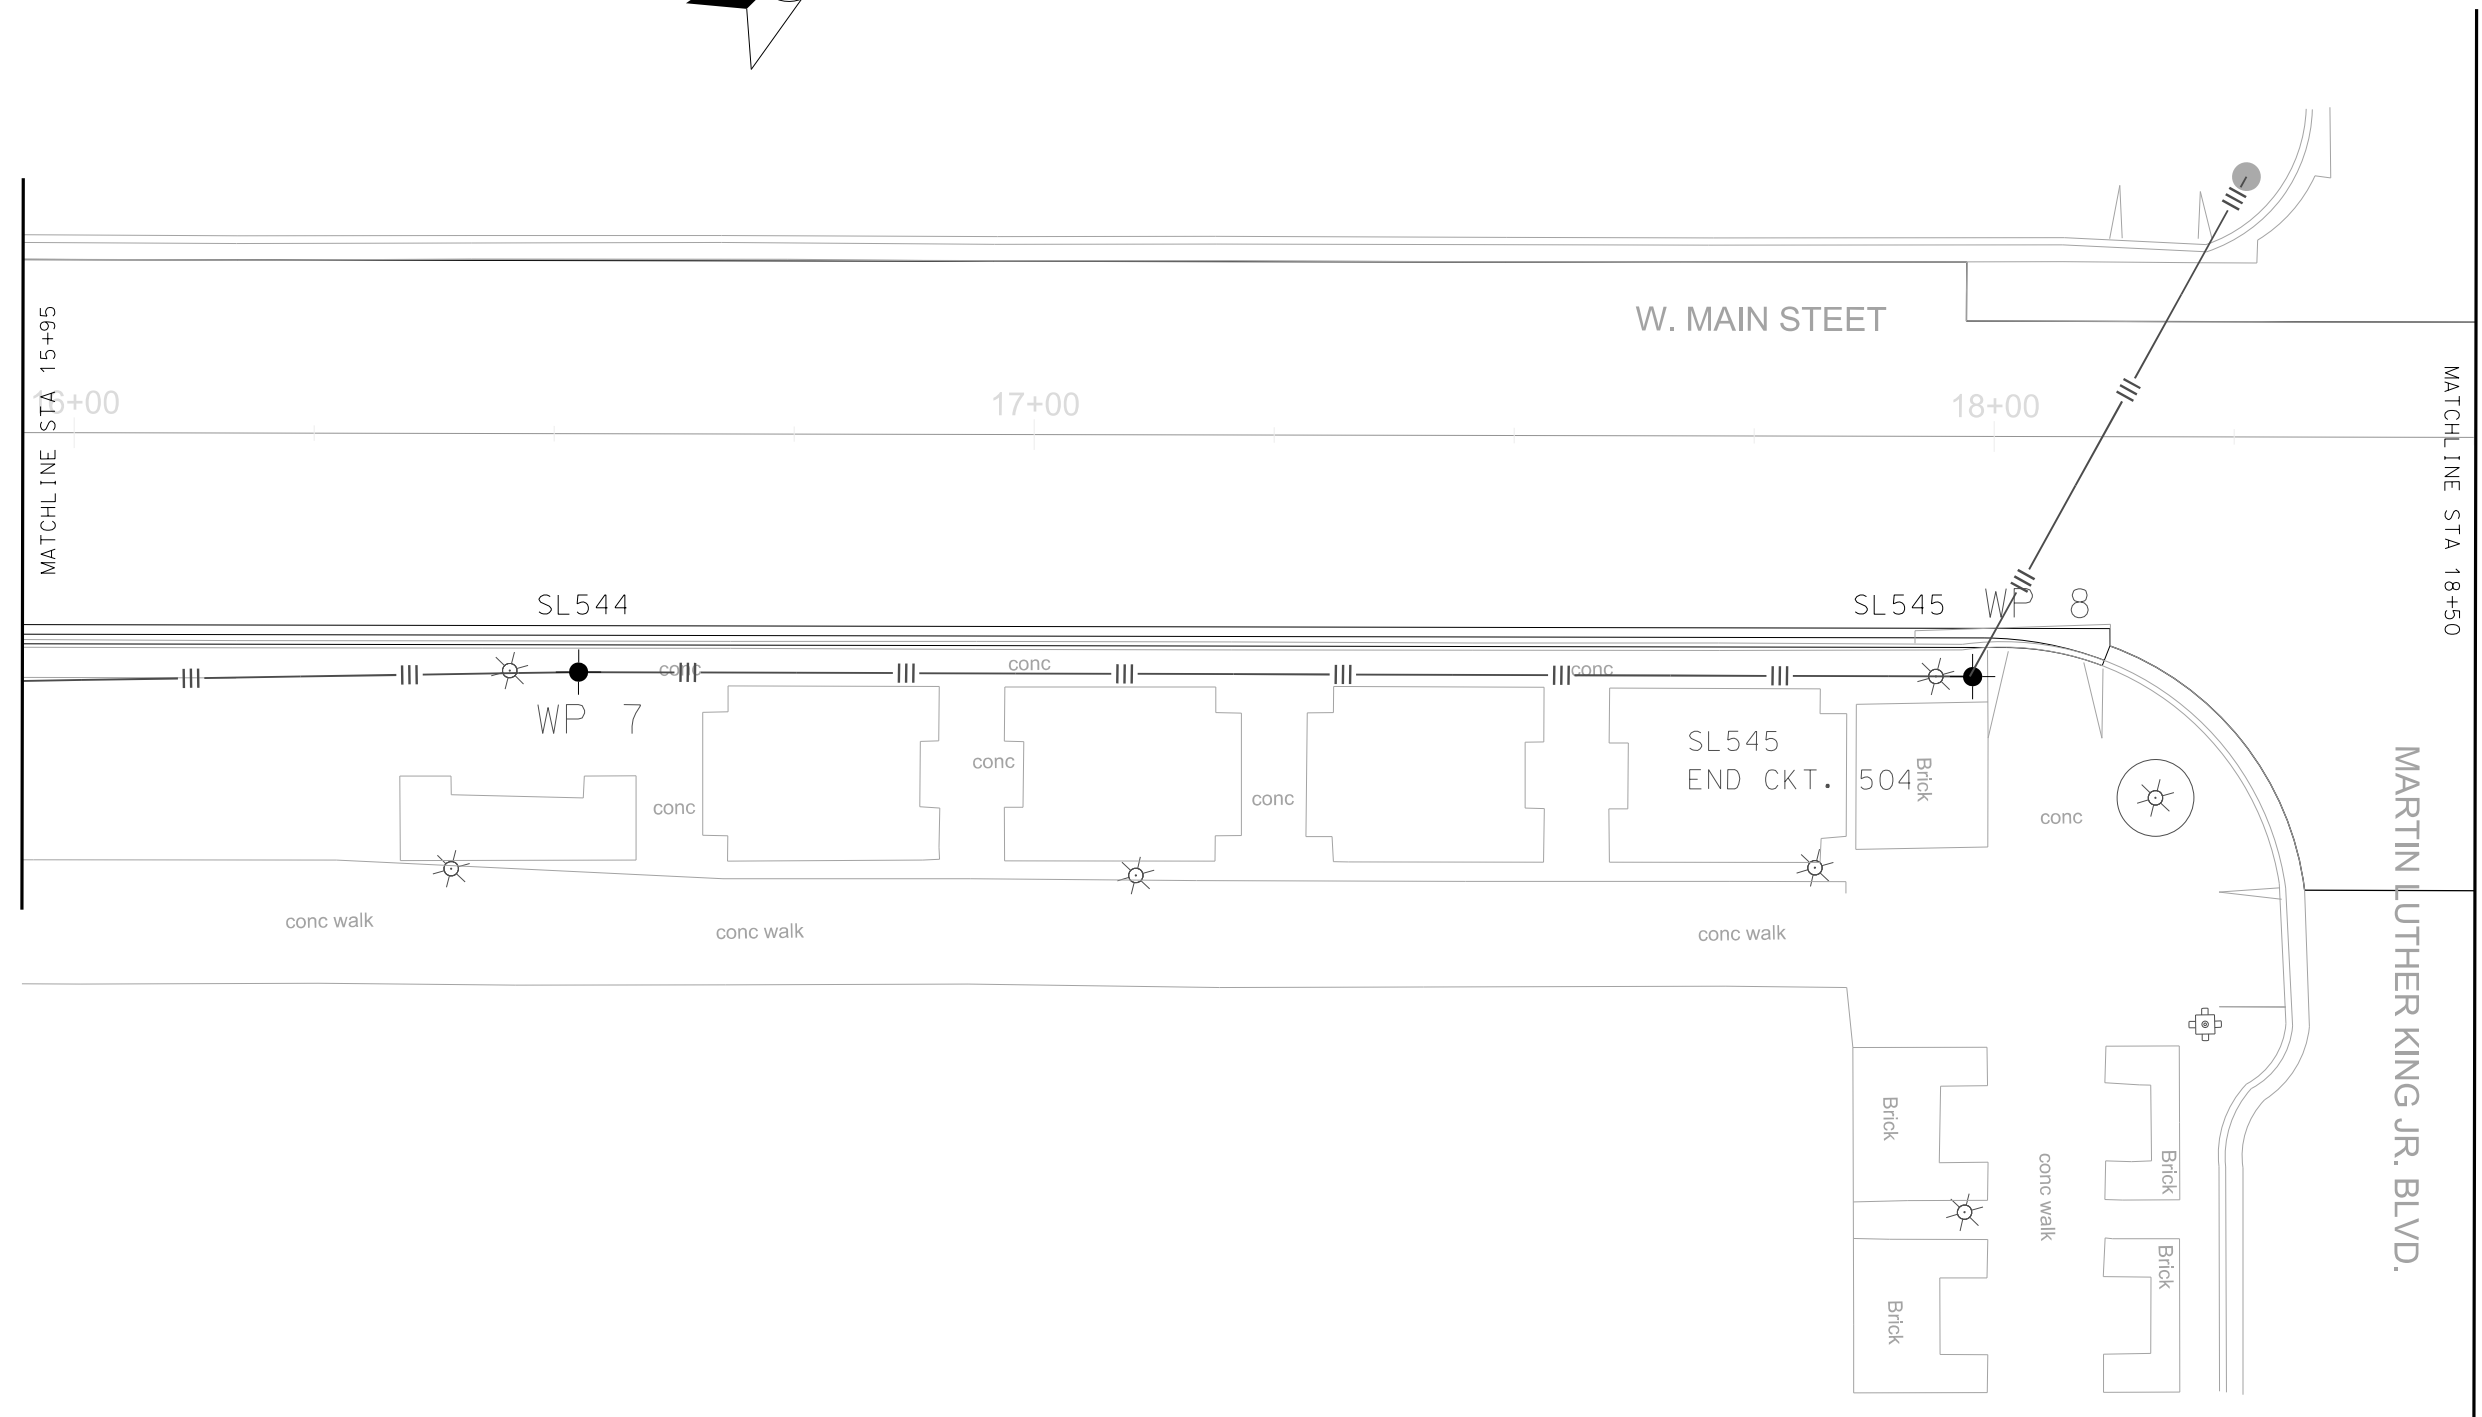 W. MAIN STEET
MATCHLINE STA 15+95
16+00
17+00
18+00
MATCHLINE STA 18+50
SL544
SL545
WP 8
conc
conc
conc
WP 7
SL545
END CKT. 504
Brick
conc
conc
conc
conc
MARTIN LUTHER KING JR. BLVD.
conc walk
conc walk
conc walk
Brick
conc walk
Brick
Brick
Brick